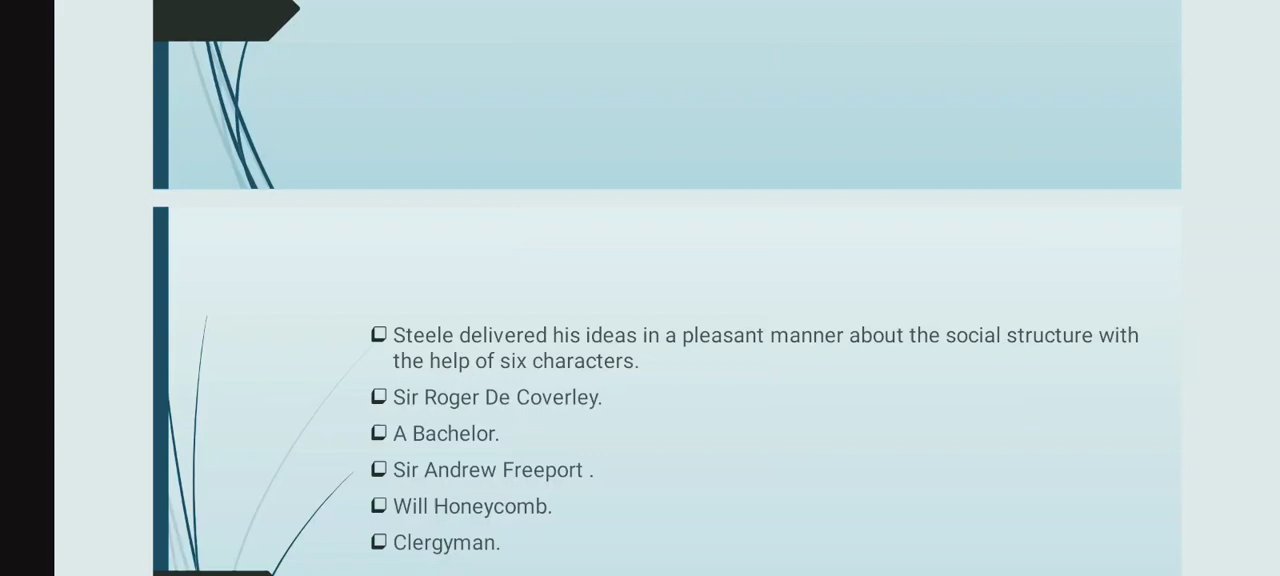 Steele delivered his ideas in a pleasant manner about the social structure with
the help of six characters.
Sir Roger De Coverley.
A Bachelor.
Sir Andrew Freeport .
Will Honeycomb.
Clergyman.